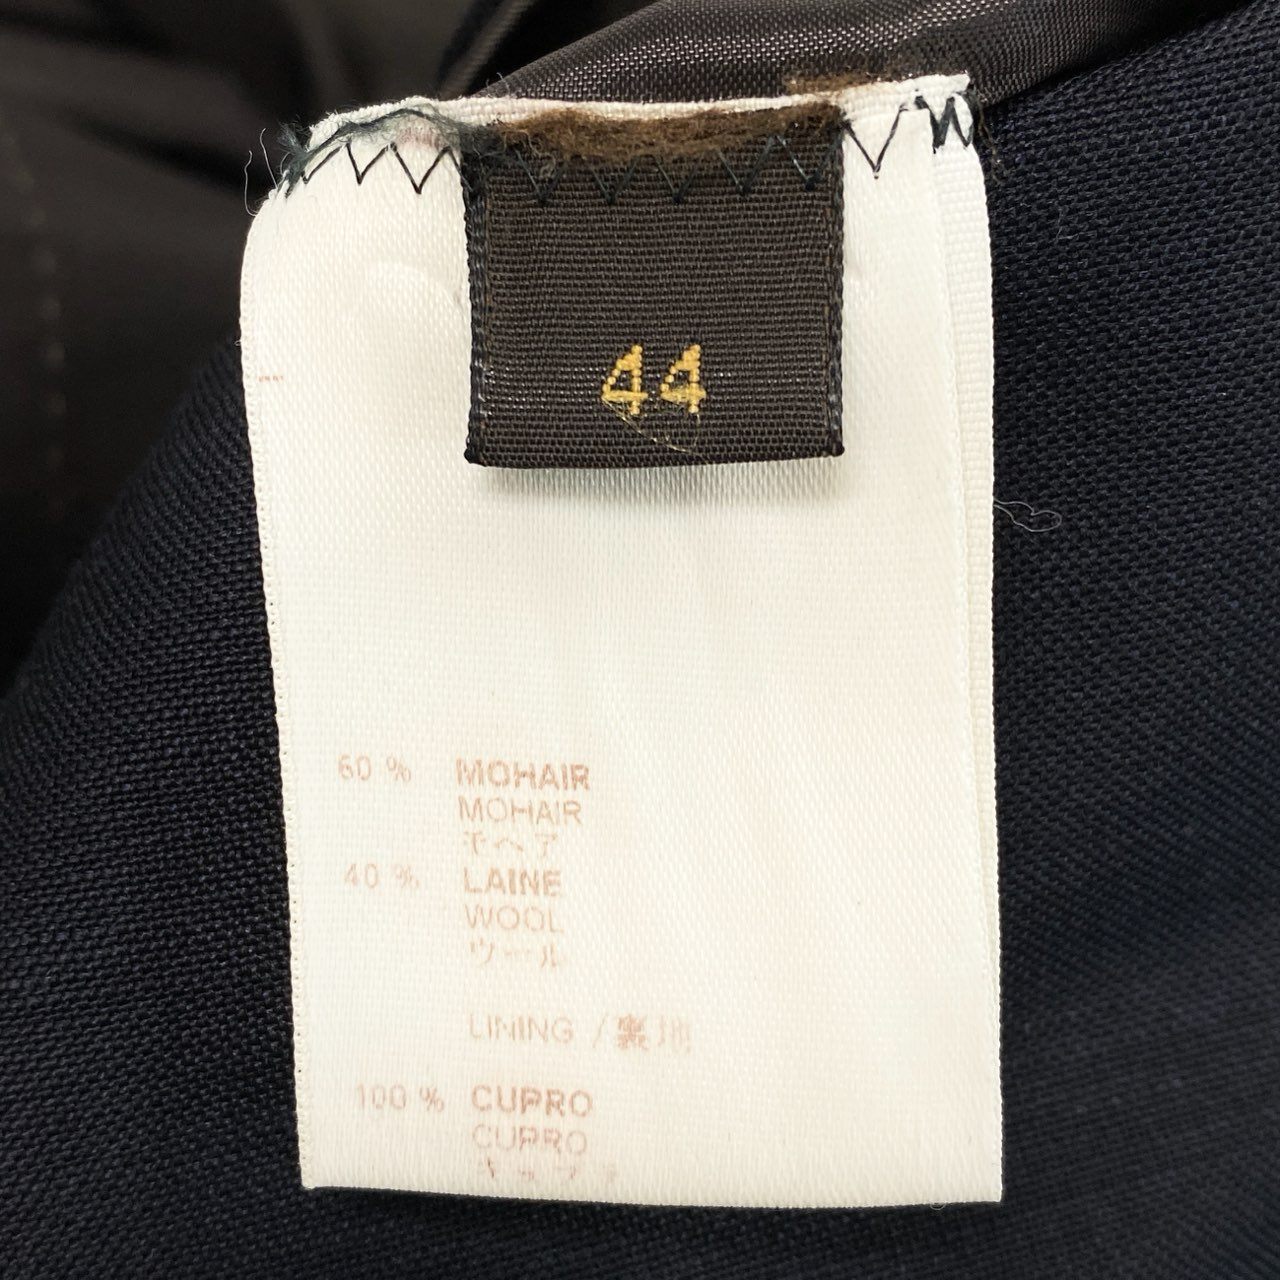 44
60 % MOHAIR
MOHAIR
モヘア
40 % LAINE
WOOL
ウール
LINING / 裏地
100 % CUPRO
CUPRO